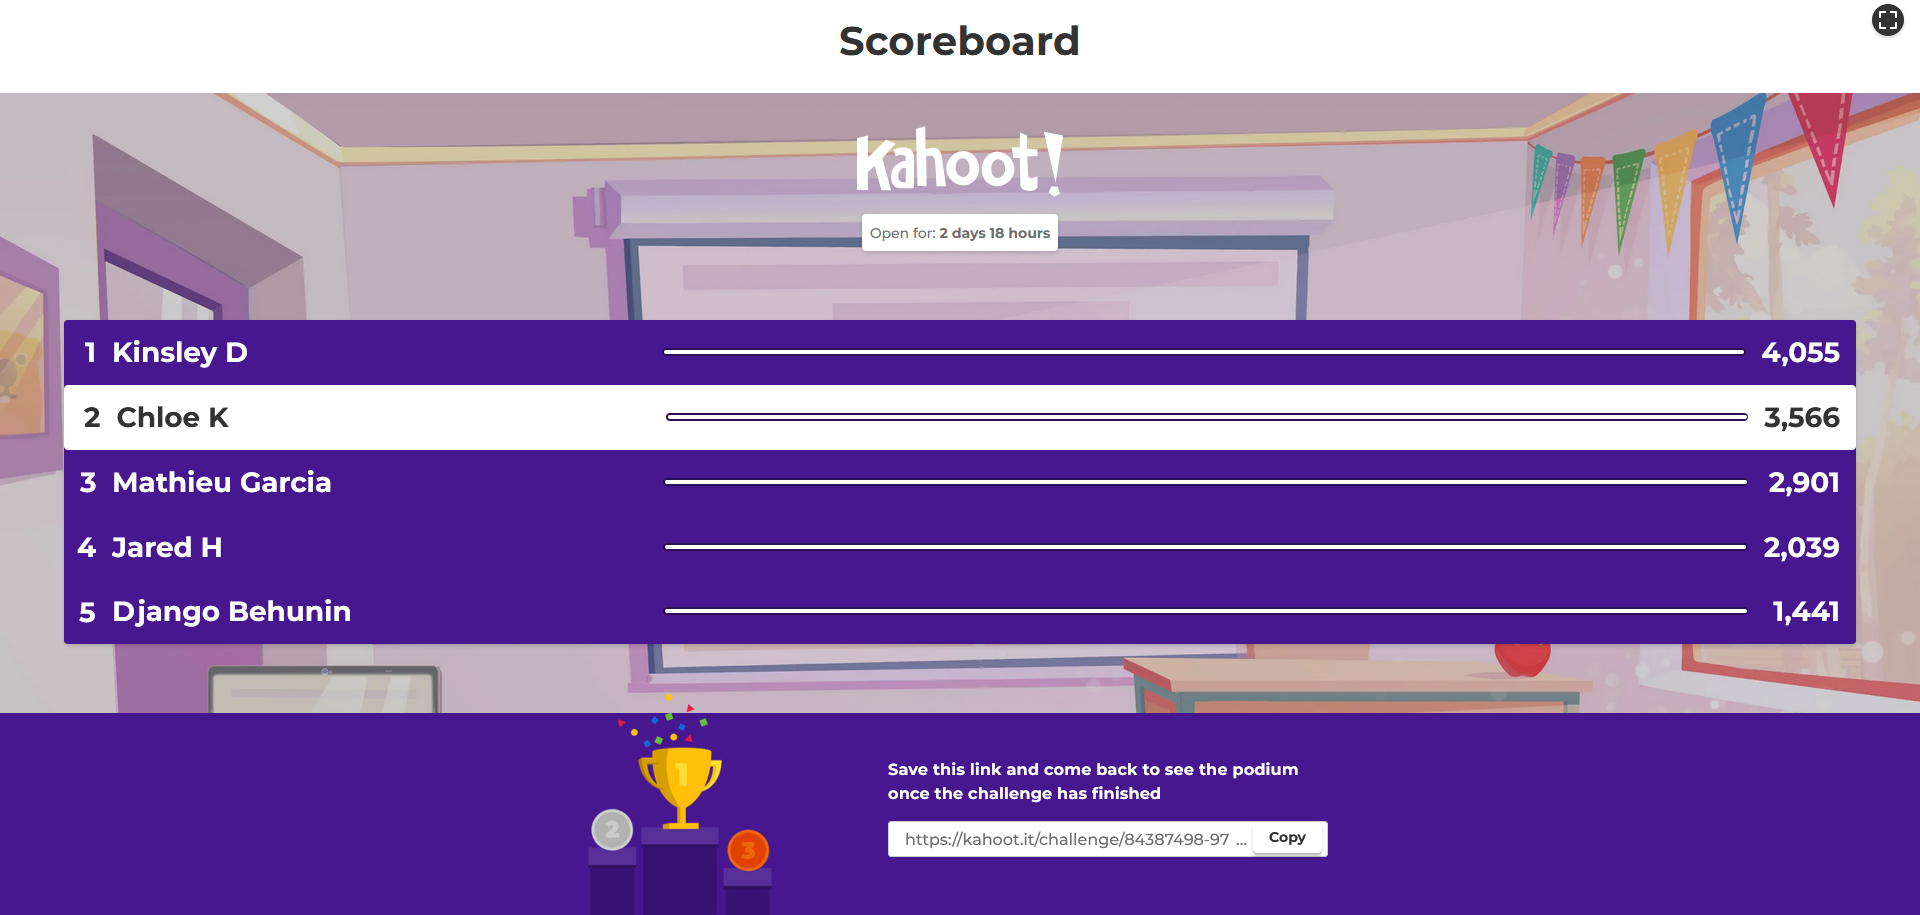 Scoreboard
Kahoot!
Open for: 2 days 18 hours
1 Kinsley D 4,055
2 Chloe K 3,566
3 Mathieu Garcia 2,901
4 Jared H 2,039
5 Django Behunin 1,441
1
2
3
Save this link and come back to see the podium
once the challenge has finished
https://kahoot.it/challenge/84387498-97 ... Copy